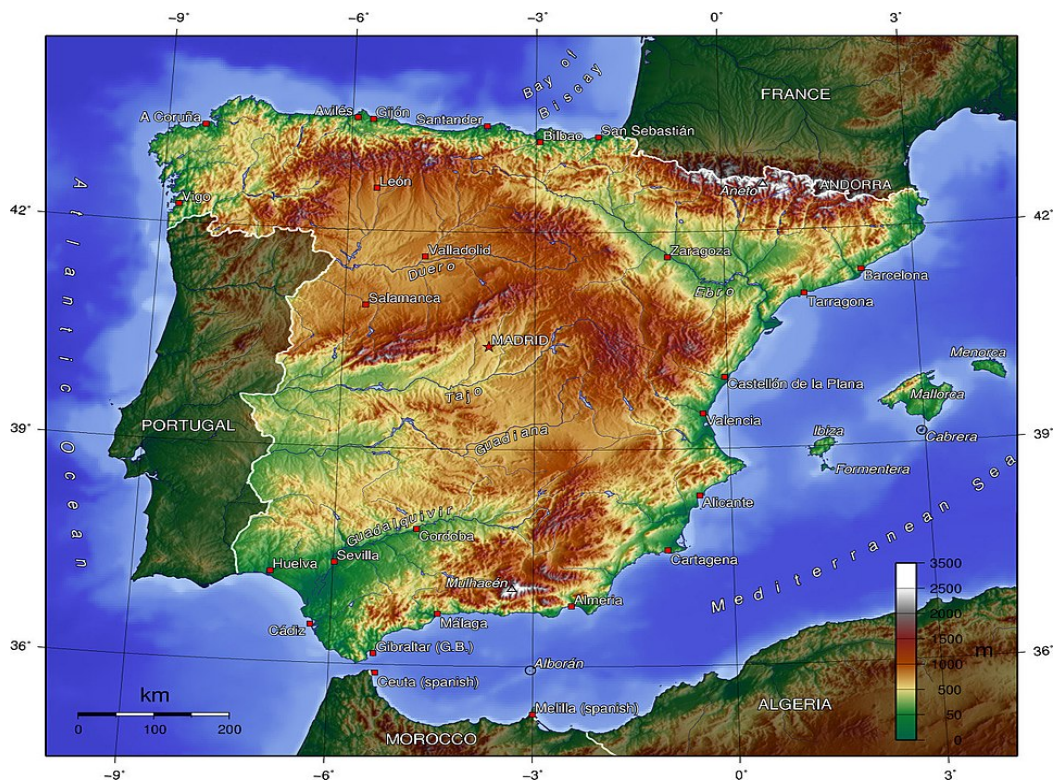 -9°
-6°
-3°
0°
3°
Bay of
Biscay
FRANCE
A Coruña
Avilés
Gijón
Santander
Bilbao
San Sebastián
Aneto
ANDORRA
León
Vigo
42°
42°
Atlantic Ocean
Valladolid
Duero
Zaragoza
Ebro
Barcelona
Tarragona
Salamanca
MADRID
Menorca
Mallorca
Castellón de la Plana
Tajo
Valencia
PORTUGAL
39°
39°
Guadiana
Ibiza
Cabrera
Formentera
Alicante
Guadalquivir
Cordoba
Cartagena
Mediterranean Sea
Huelva
Sevilla
Mulhacén
Almeria
Málaga
Cádiz
Gibraltar (G.B.)
36°
36°
Alborán
Ceuta (spanish)
Melilla (spanish)
MOROCCO
ALGERIA
km
0
100
200
3500
2500
2000
1500
1000
500
50
0
m
-9°
-6°
-3°
0°
3°